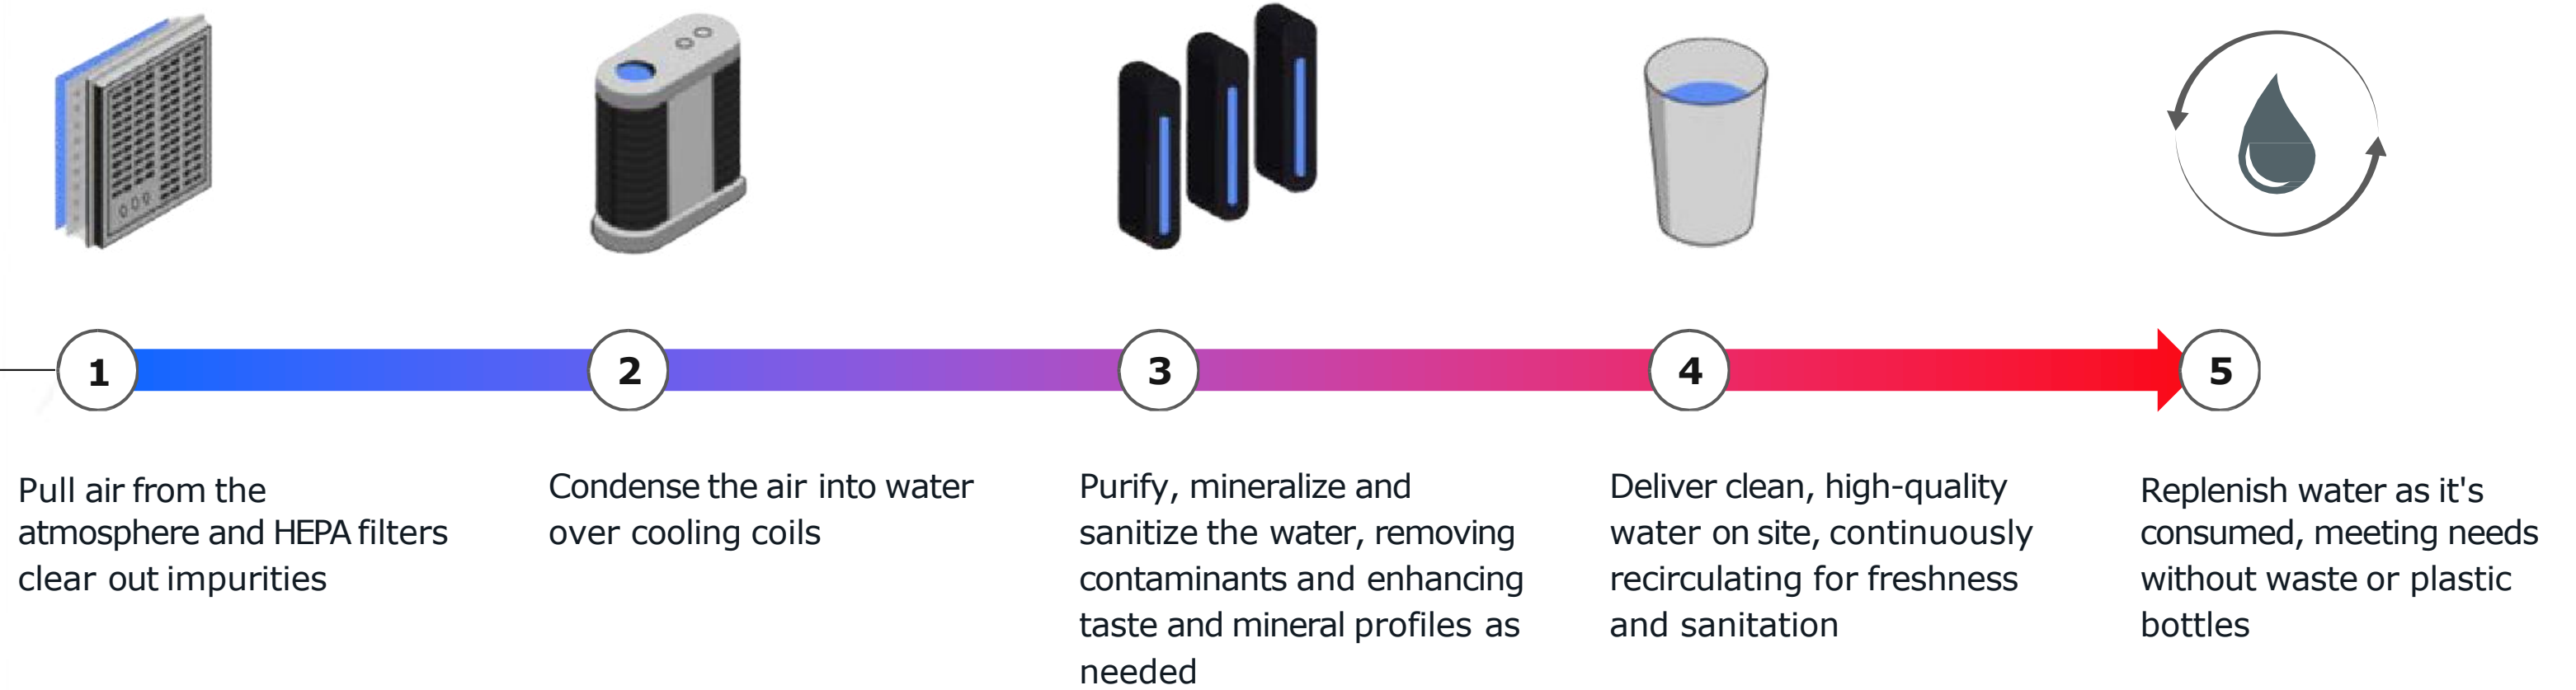 1
2
3
4
5
Pull air from the
atmosphere and HEPA filters
clear out impurities
Condense the air into water
over cooling coils
Purify, mineralize and
sanitize the water, removing
contaminants and enhancing
taste and mineral profiles as
needed
Deliver clean, high-quality
water on site, continuously
recirculating for freshness
and sanitation
Replenish water as it's
consumed, meeting needs
without waste or plastic
bottles